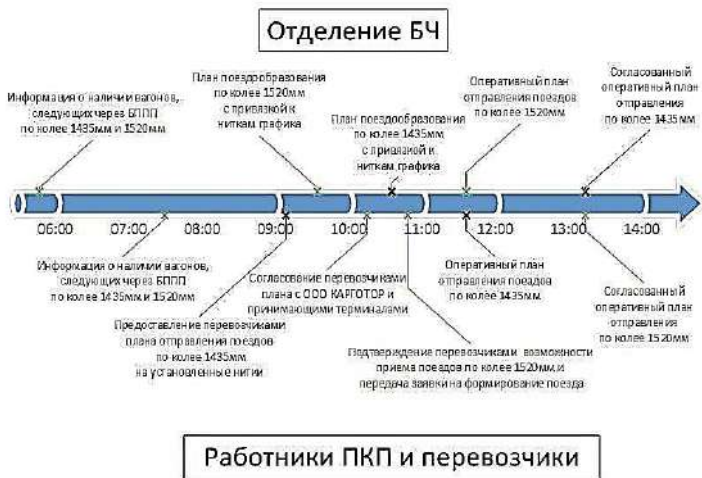 Отделение БЧ
Информация о наличии вагонов,
следующих через БППП
по колее 1435мм и 1520мм
План поездообразования
по колее 1520мм
с привязкой к
ниткам графика
План поездообразования
по колее 1435мм
с привязкой к
ниткам графика
Оперативный план
отправления поездов
по колее 1520мм
Согласованный
оперативный план
отправления
по колее 1435мм
06:00 07:00 08:00 09:00 10:00 11:00 12:00 13:00 14:00
Информация о наличии вагонов,
следующих через БППП
по колее 1435мм и 1520мм
Предоставление перевозчиками
плана отправления поездов
по колее 1435мм
на установленные нитки
Согласование перевозчиками
плана с ООО КАРГОТОР и
принимающими терминалами
Подтверждение перевозчиками возможности
приема поездов по колее 1520мм и
передача заявки на формирование поезда
Оперативный план
отправления поездов
по колее 1435мм
Согласованный
оперативный план
отправления
по колее 1520мм
Работники ПКП и перевозчики